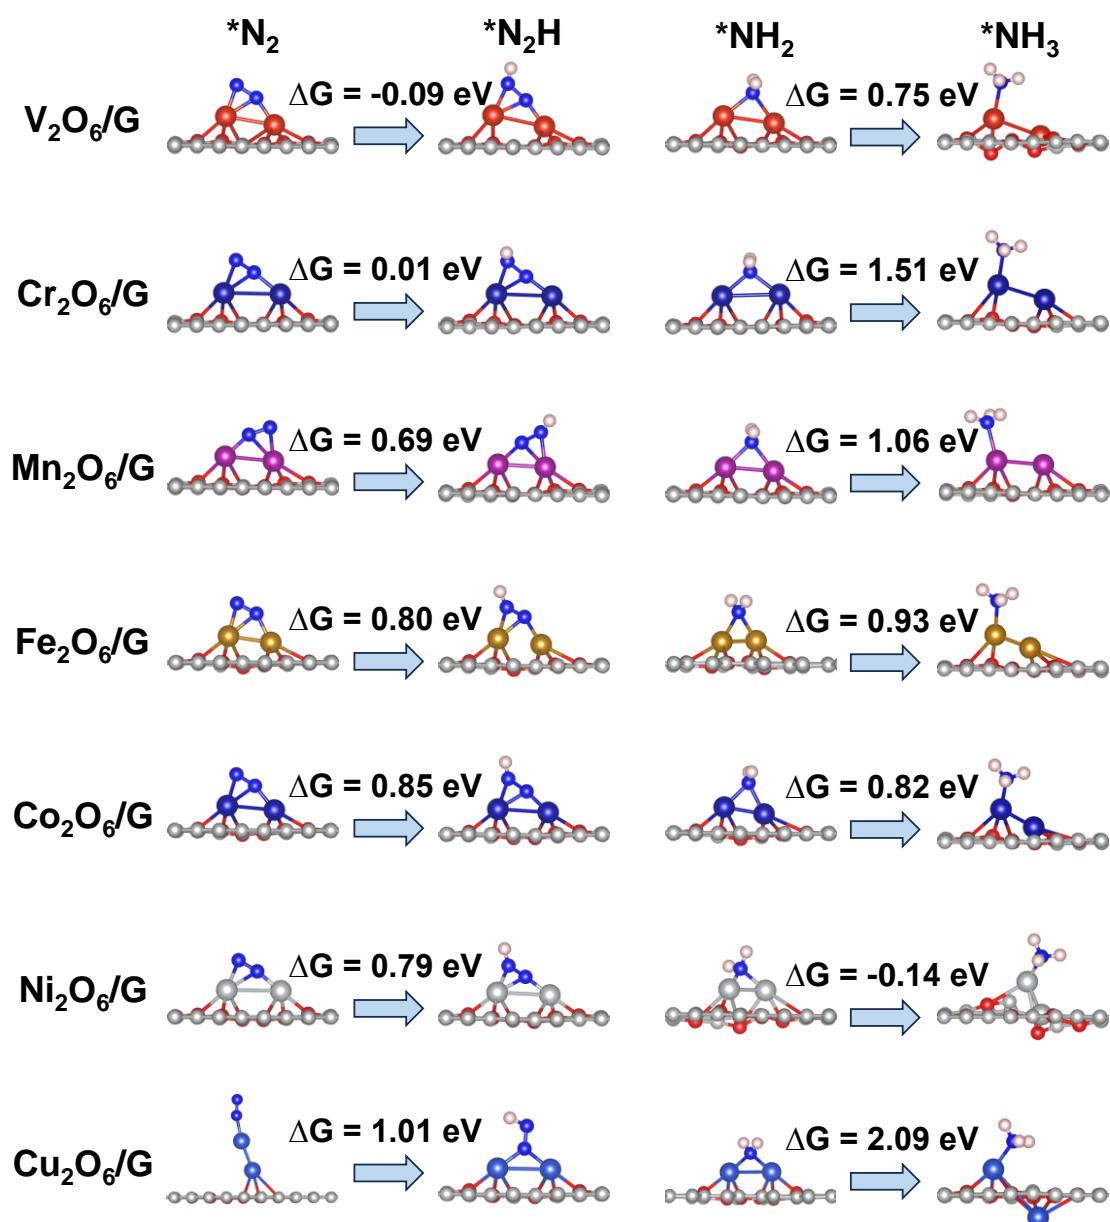 *N₂ *N₂H *NH₂ *NH₃
V₂O₆/G ΔG = -0.09 eV ΔG = 0.75 eV
Cr₂O₆/G ΔG = 0.01 eV ΔG = 1.51 eV
Mn₂O₆/G ΔG = 0.69 eV ΔG = 1.06 eV
Fe₂O₆/G ΔG = 0.80 eV ΔG = 0.93 eV
Co₂O₆/G ΔG = 0.85 eV ΔG = 0.82 eV
Ni₂O₆/G ΔG = 0.79 eV ΔG = -0.14 eV
Cu₂O₆/G ΔG = 1.01 eV ΔG = 2.09 eV